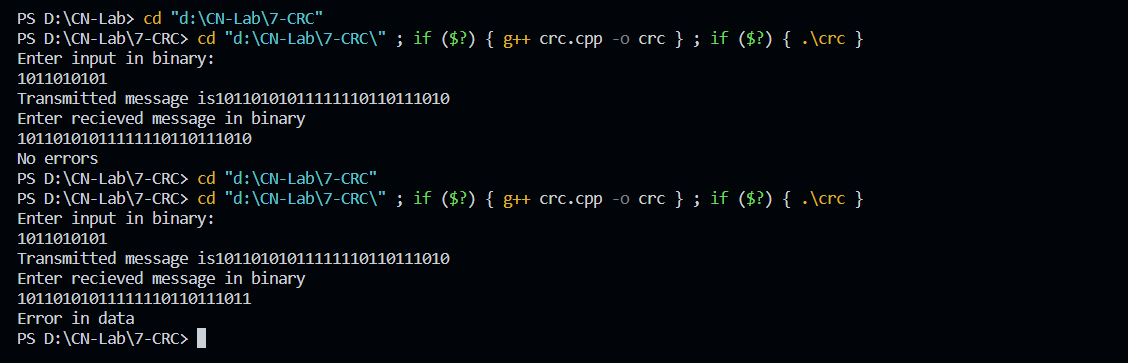 PS D:\CN-Lab> cd "d:\CN-Lab\7-CRC"
PS D:\CN-Lab\7-CRC> cd "d:\CN-Lab\7-CRC\" ; if ($?) { g++ crc.cpp -o crc } ; if ($?) { .\crc }
Enter input in binary:
1011010101
Transmitted message is10110101011111110110111010
Enter recieved message in binary
10110101011111110110111010
No errors
PS D:\CN-Lab\7-CRC> cd "d:\CN-Lab\7-CRC"
PS D:\CN-Lab\7-CRC> cd "d:\CN-Lab\7-CRC\" ; if ($?) { g++ crc.cpp -o crc } ; if ($?) { .\crc }
Enter input in binary:
1011010101
Transmitted message is10110101011111110110111010
Enter recieved message in binary
10110101011111110110111011
Error in data
PS D:\CN-Lab\7-CRC>